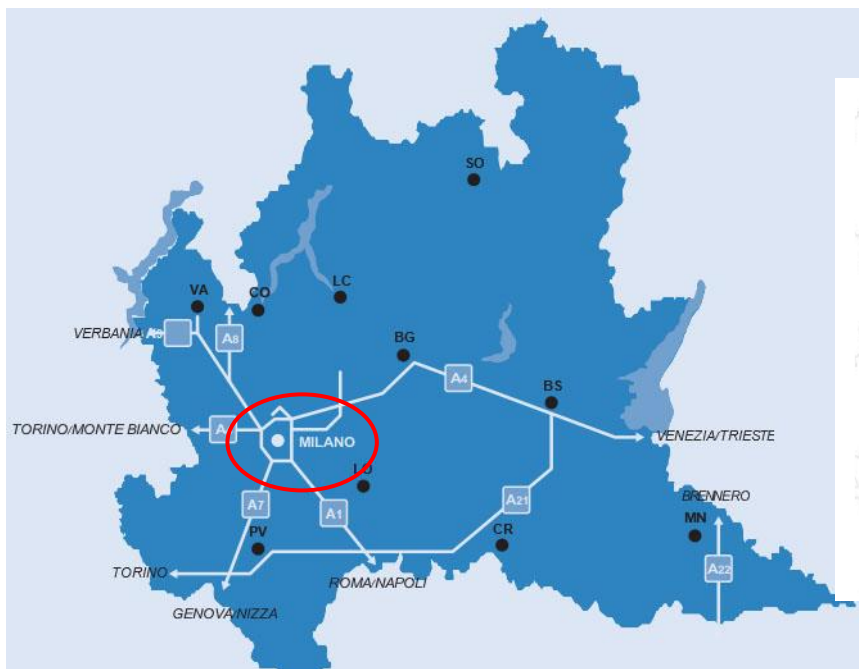 SO
LC
VA
CO
VERBANIA
A8
BG
A4
BS
TORINO/MONTE BIANCO
A
MILANO
VENEZIA/TRIESTE
LO
A7
A1
A21
BRENNERO
PV
CR
MN
TORINO
ROMA/NAPOLI
A22
GENOVA/NIZZA